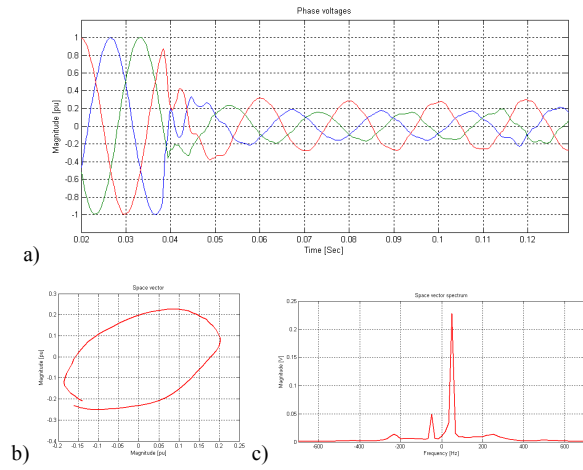 Phase voltages
Magnitude [pu]
1
0.8
0.6
0.4
0.2
0
-0.2
-0.4
-0.6
-0.8
-1
0.02 0.03 0.04 0.05 0.06 0.07 0.08 0.09 0.1 0.11 0.12
Time [Sec]
a)
Space vector
Magnitude [pu]
0.3
0.2
0.1
0
-0.1
-0.2
-0.3
-0.4
-0.2 -0.15 -0.1 -0.05 0 0.05 0.1 0.15 0.2 0.25
Magnitude [pu]
b)
Space vector spectrum
Magnitude [V]
0.25
0.2
0.15
0.1
0.05
0
-600 -400 -200 0 200 400 600
Frequency [Hz]
c)